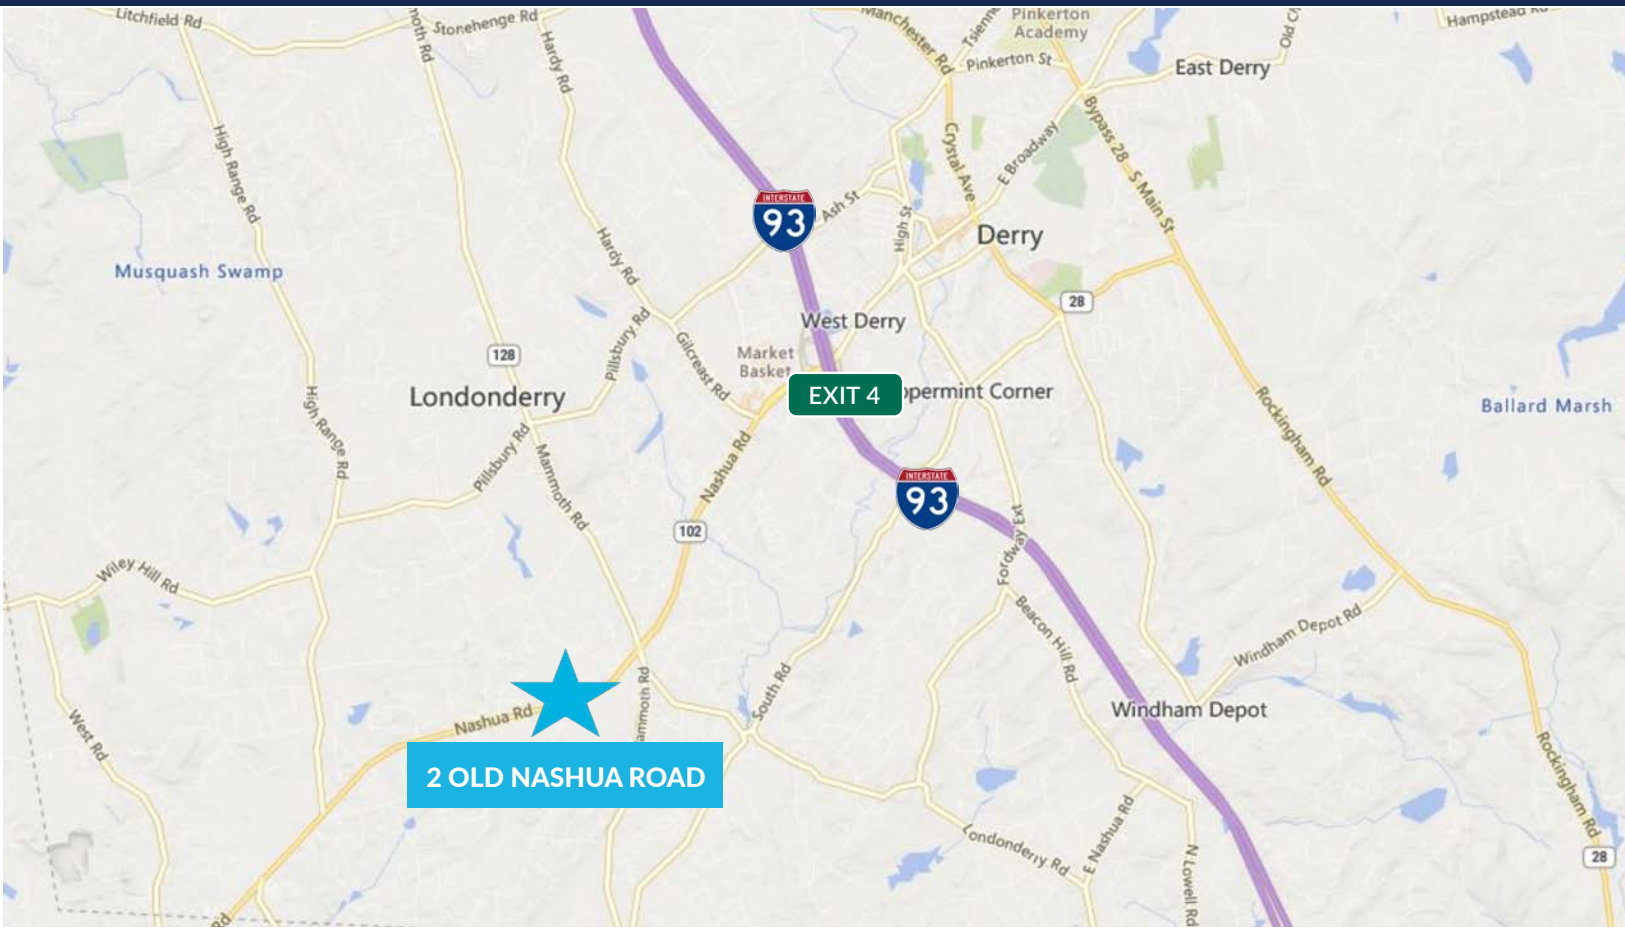 Litchfield Rd
Stonehenge Rd
Manchester Rd
Pinkerton
Academy
Pinkerton St
East Derry
Hardy Rd
High Range Rd
Crystal Ave
E Broadway
Bypass 28
S Main St
INTERSTATE
93
Ash St
High St
Derry
Musquash Swamp
Hardy Rd
28
West Derry
Pillsbury Rd
Gilcreast Rd
Market
Basket
128
Londonderry
EXIT 4
Corner
Ballard Marsh
High Range Rd
Pillsbury Rd
Mammoth Rd
Nashua Rd
Rockingham Rd
INTERSTATE
93
102
Fordway Ext
Wiley Hill Rd
Beacon Hill Rd
Windham Depot Rd
South Rd
Nashua Rd
Windham Depot
West Rd
2 OLD NASHUA ROAD
Rockingham Rd
Londonderry Rd
E Nashua Rd
N Lowell Rd
28
Rd